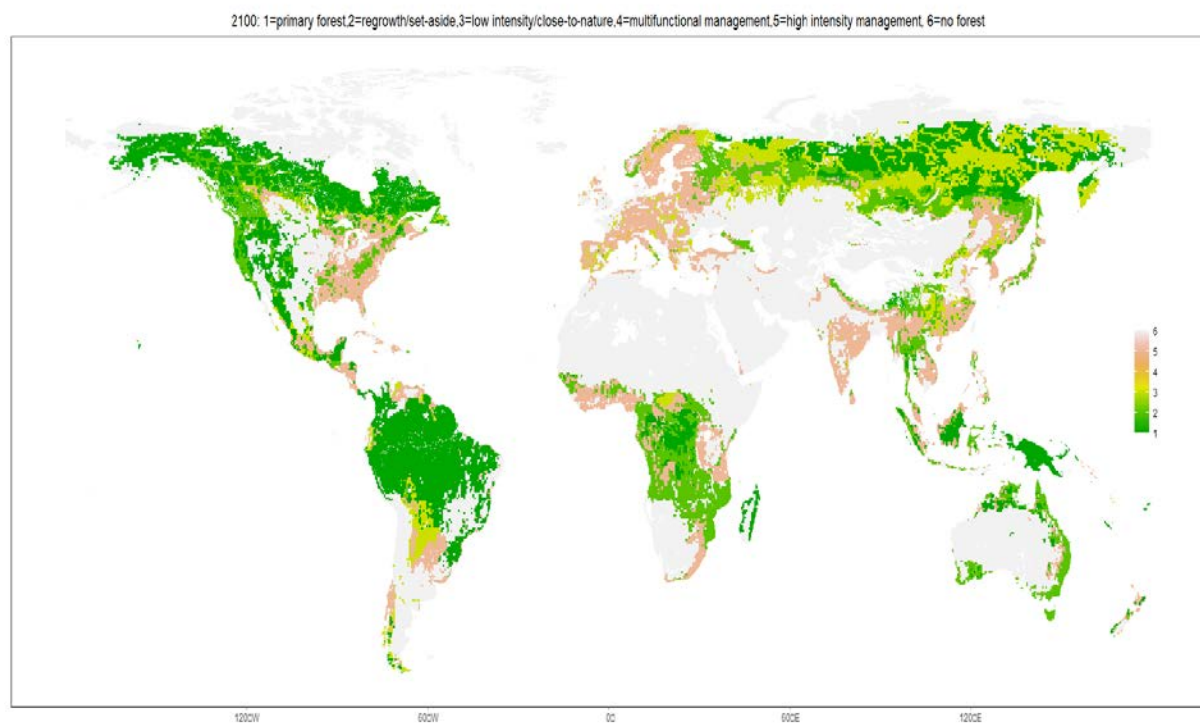 2100: 1=primary forest,2=regrowth/set-aside,3=low intensity/close-to-nature,4=multifunctional management,5=high intensity management, 6=no forest
6
5
4
3
2
1
120□W
60□W
0□
60□E
120□E